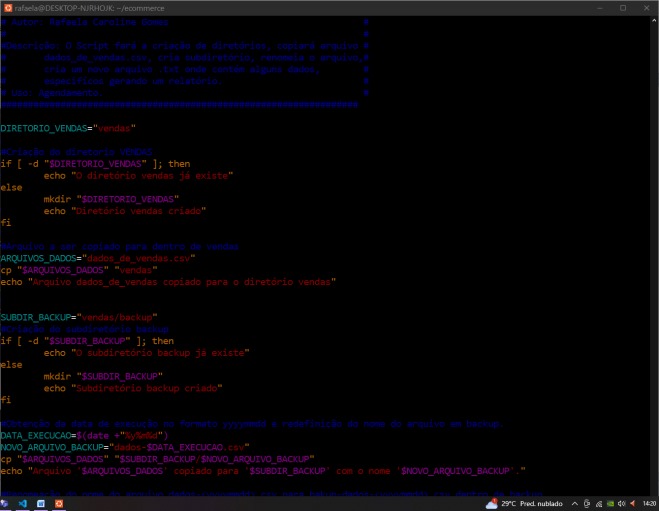 rafaela@DESKTOP-NJRHOJK: ~/ecommerce
# Autor: Rafaela Carolina Gomes #
# #
#Descrição: O Script fará a criação de diretórios, copiará arquivo #
# dados_de_vendas.csv, cria subdiretório, renomeia o arquivo,#
# cria um novo arquivo .txt onde contém alguns dados, #
# específicos gerando um relatório. #
# Uso: Agendamento. #
DIRETORIO_VENDAS="vendas"
#Criação do diretorio VENDAS
if [ -d "$DIRETORIO_VENDAS" ]; then
echo "O diretório vendas já existe"
else
mkdir "$DIRETORIO_VENDAS"
echo "Diretório vendas criado"
fi
#Arquivo a ser copiado para dentro de vendas
ARQUIVOS_DADOS="dados_de_vendas.csv"
cp "$ARQUIVOS_DADOS" "vendas"
echo "Arquivo dados_de_vendas copiado para o diretório vendas"
SUBDIR_BACKUP="vendas/backup"
#Criação do subdiretório backup
if [ -d "$SUBDIR_BACKUP" ]; then
echo "O subdiretório backup já existe"
else
mkdir "$SUBDIR_BACKUP"
echo "Subdiretório backup criado"
fi
#Obtenção da data de execução no formato yyyymmdd e redefinição do nome do arquivo em backup
DATA_EXECUCAO=$(date +"%Y%m%d")
NOVO_ARQUIVO_BACKUP="dados-$DATA_EXECUCAO.csv"
cp "$ARQUIVOS_DADOS" "$SUBDIR_BACKUP/$NOVO_ARQUIVO_BACKUP"
echo "Arquivo '$ARQUIVOS_DADOS' copiado para '$SUBDIR_BACKUP' com o nome '$NOVO_ARQUIVO_BACKUP'."
29°C Pred. nublado 14:20